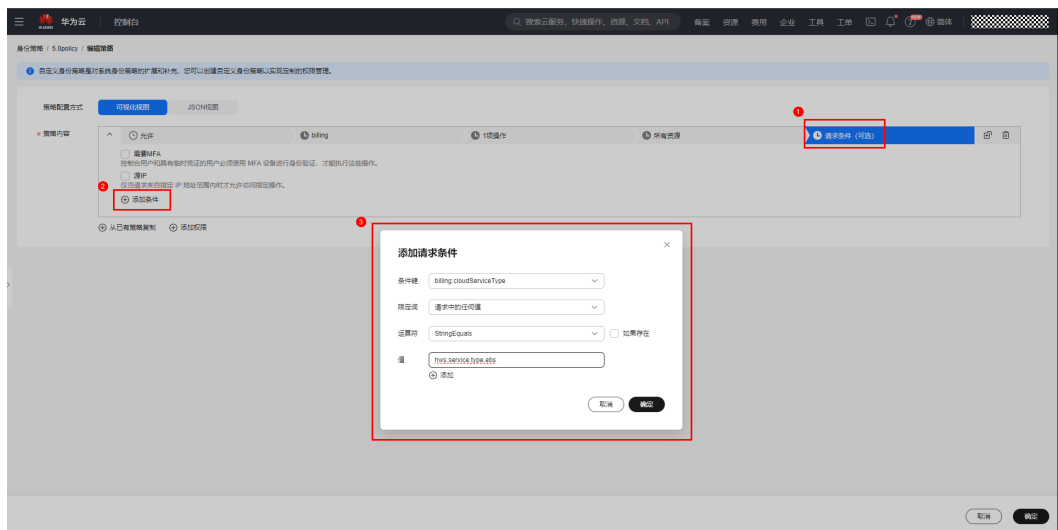 华为云 控制台 搜索云服务、快捷操作、资源、文档、API 备案 资源 费用 企业 工具 工单 简体
HUAWEI
身份策略 / 5.0policy / 编辑策略
自定义身份策略是对系统身份策略的扩展和补充，您可以创建自定义身份策略以实现定制的权限管理。
策略配置方式 可视化视图 JSON视图
1
* 策略内容 允许 billing 1项操作 所有资源 请求条件（可选）
需要MFA
控制台用户和具有临时凭证的用户必须使用 MFA 设备进行身份验证，才能执行这些操作。
源IP
2
仅当请求来自指定 IP 地址范围内时才允许访问指定操作。
添加条件
从已有策略复制 添加权限
3
添加请求条件
条件键 billing:cloudServiceType
限定词 请求中的任何值
运算符 StringEquals 如果存在
值 hws.service.type.ebs
添加
取消 确定
取消 确定